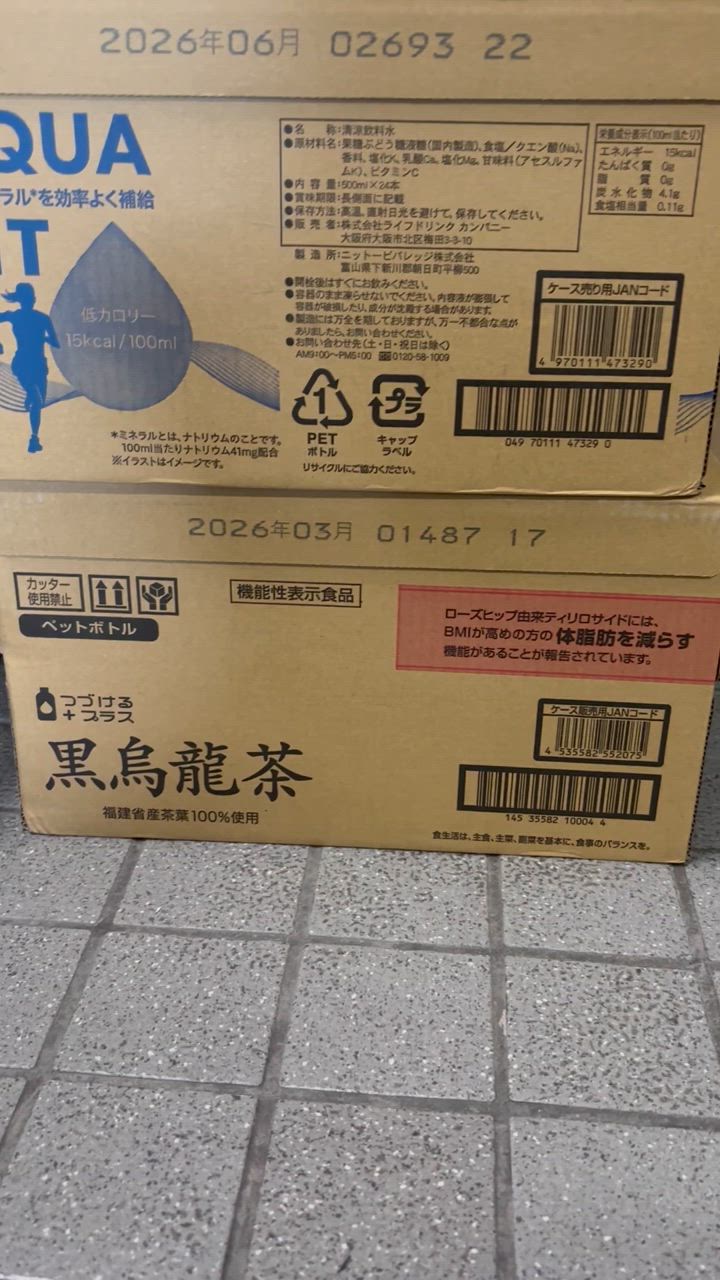 2026年06月 02693 22
QUA
ラル*を効率よく補給
IT
低カロリー
15kcal/100ml
*ミネラルとは、ナトリウムのことです。
100ml当たりナトリウム41mg配合
※イラストはイメージです。
●名 称:清涼飲料水
●原材料名:果糖ぶどう糖液糖(国内製造)、食塩/クエン酸(Na)、
香料、塩化K、乳酸Ca、塩化Mg、甘味料(アセスルファ
ムK)、ビタミンC
●内 容 量:500ml×24本
●賞味期限:長側面に記載
●保存方法:高温、直射日光を避けて、保存してください。
●販 売 者:株式会社ライフドリンク カンパニー
大阪府大阪市北区梅田3-3-10
製 造 所:ニットービバレッジ株式会社
富山県下新川郡朝日町平柳500
●開栓後はすぐにお飲みください。
●容器のまま凍らせないでください。内容液が膨張して
容器が破損したり、成分が沈殿する場合があります。
●製造には万全を期しておりますが、万一不都合な点が
ありましたら、お問い合わせください。
●お問い合わせ先(土・日・祝日は除く)
AM9:00〜PM5:00 0120-58-1009
1
PET
ボトル
プラ
キャップ
ラベル
リサイクルにご協力ください。
栄養成分表示(100ml当たり)
エネルギー 15kcal
たんぱく質 0g
脂 質 0g
炭水化物 4.1g
食塩相当量 0.11g
ケース売り用JANコード
4 970111 473290
049 70111 47329 0
2026年03月 01487 17
カッター
使用禁止
ペットボトル
機能性表示食品
ローズヒップ由来ティリロサイドには、
BMIが高めの方の体脂肪を減らす
機能があることが報告されています。
つづける
+プラス
黒烏龍茶
福建省産茶葉100%使用
ケース販売用JANコード
4 535582 552075
145 35582 10004 4
食生活は、主食、主菜、副菜を基本に、食事のバランスを。